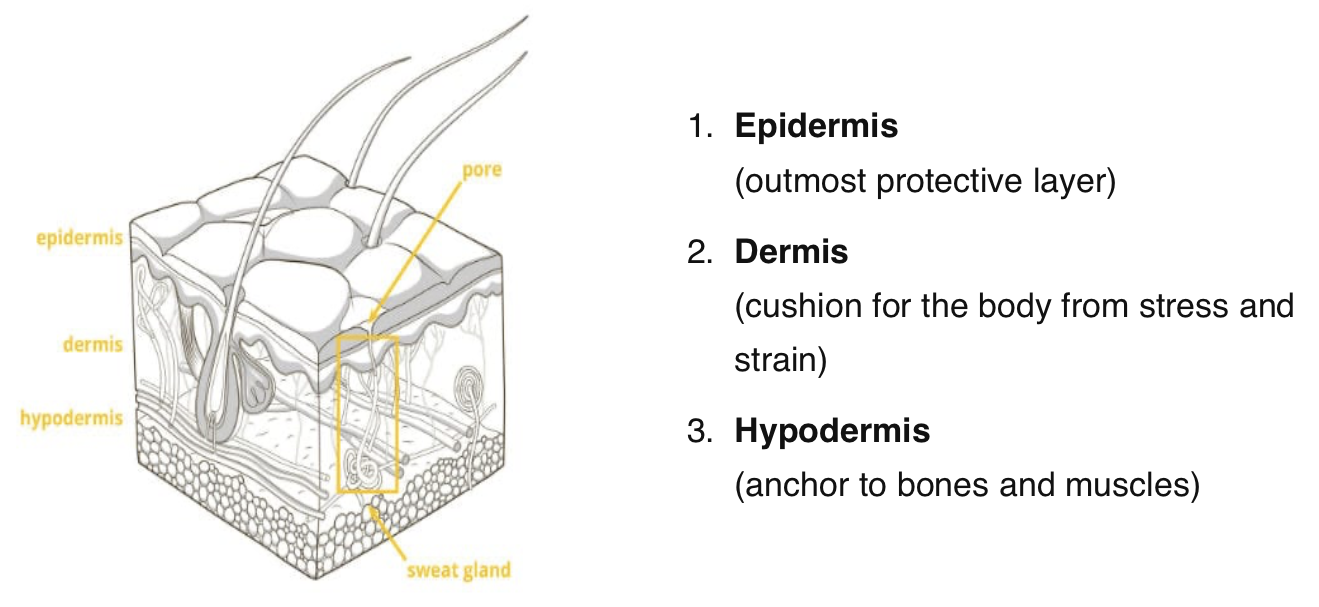 pore
epidermis
dermis
hypodermis
sweat gland
1. Epidermis
(outmost protective layer)
2. Dermis
(cushion for the body from stress and
strain)
3. Hypodermis
(anchor to bones and muscles)